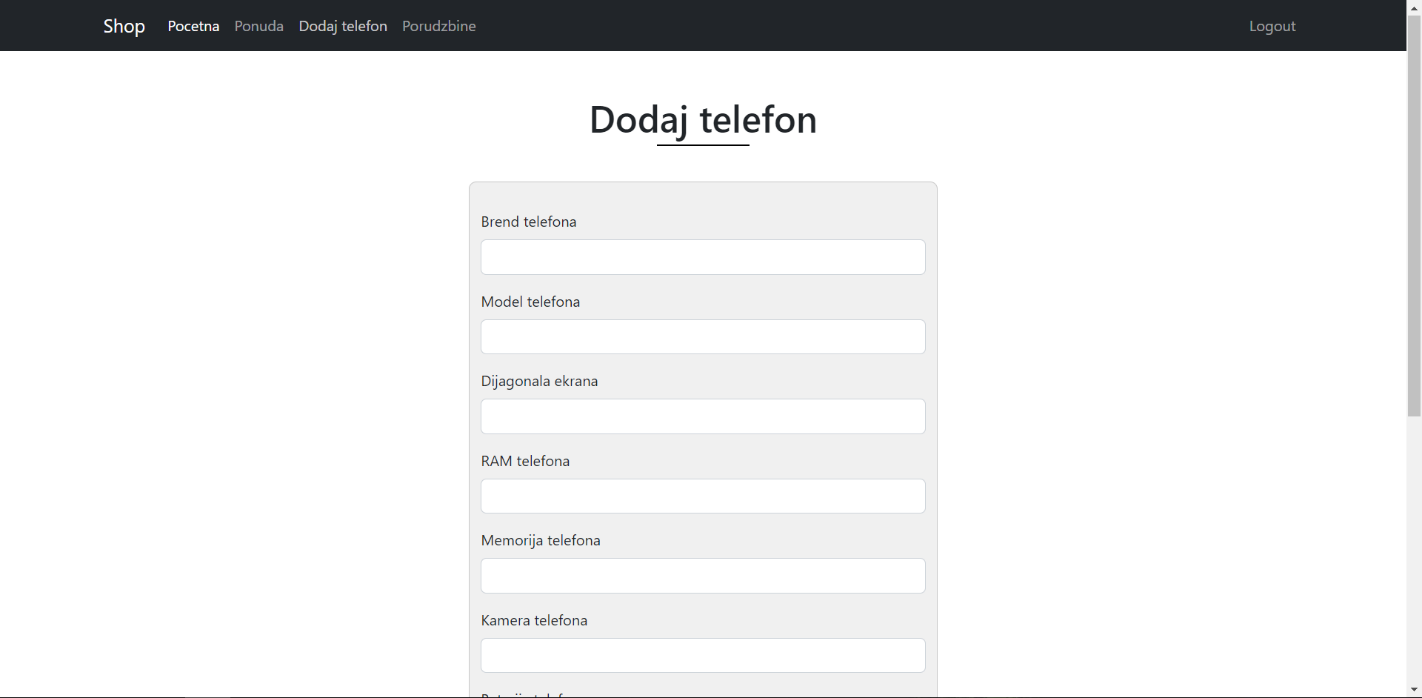 Shop Pocetna Ponuda Dodaj telefon Porudzbine Logout
Dodaj telefon
Brend telefona
Model telefona
Dijagonala ekrana
RAM telefona
Memorija telefona
Kamera telefona